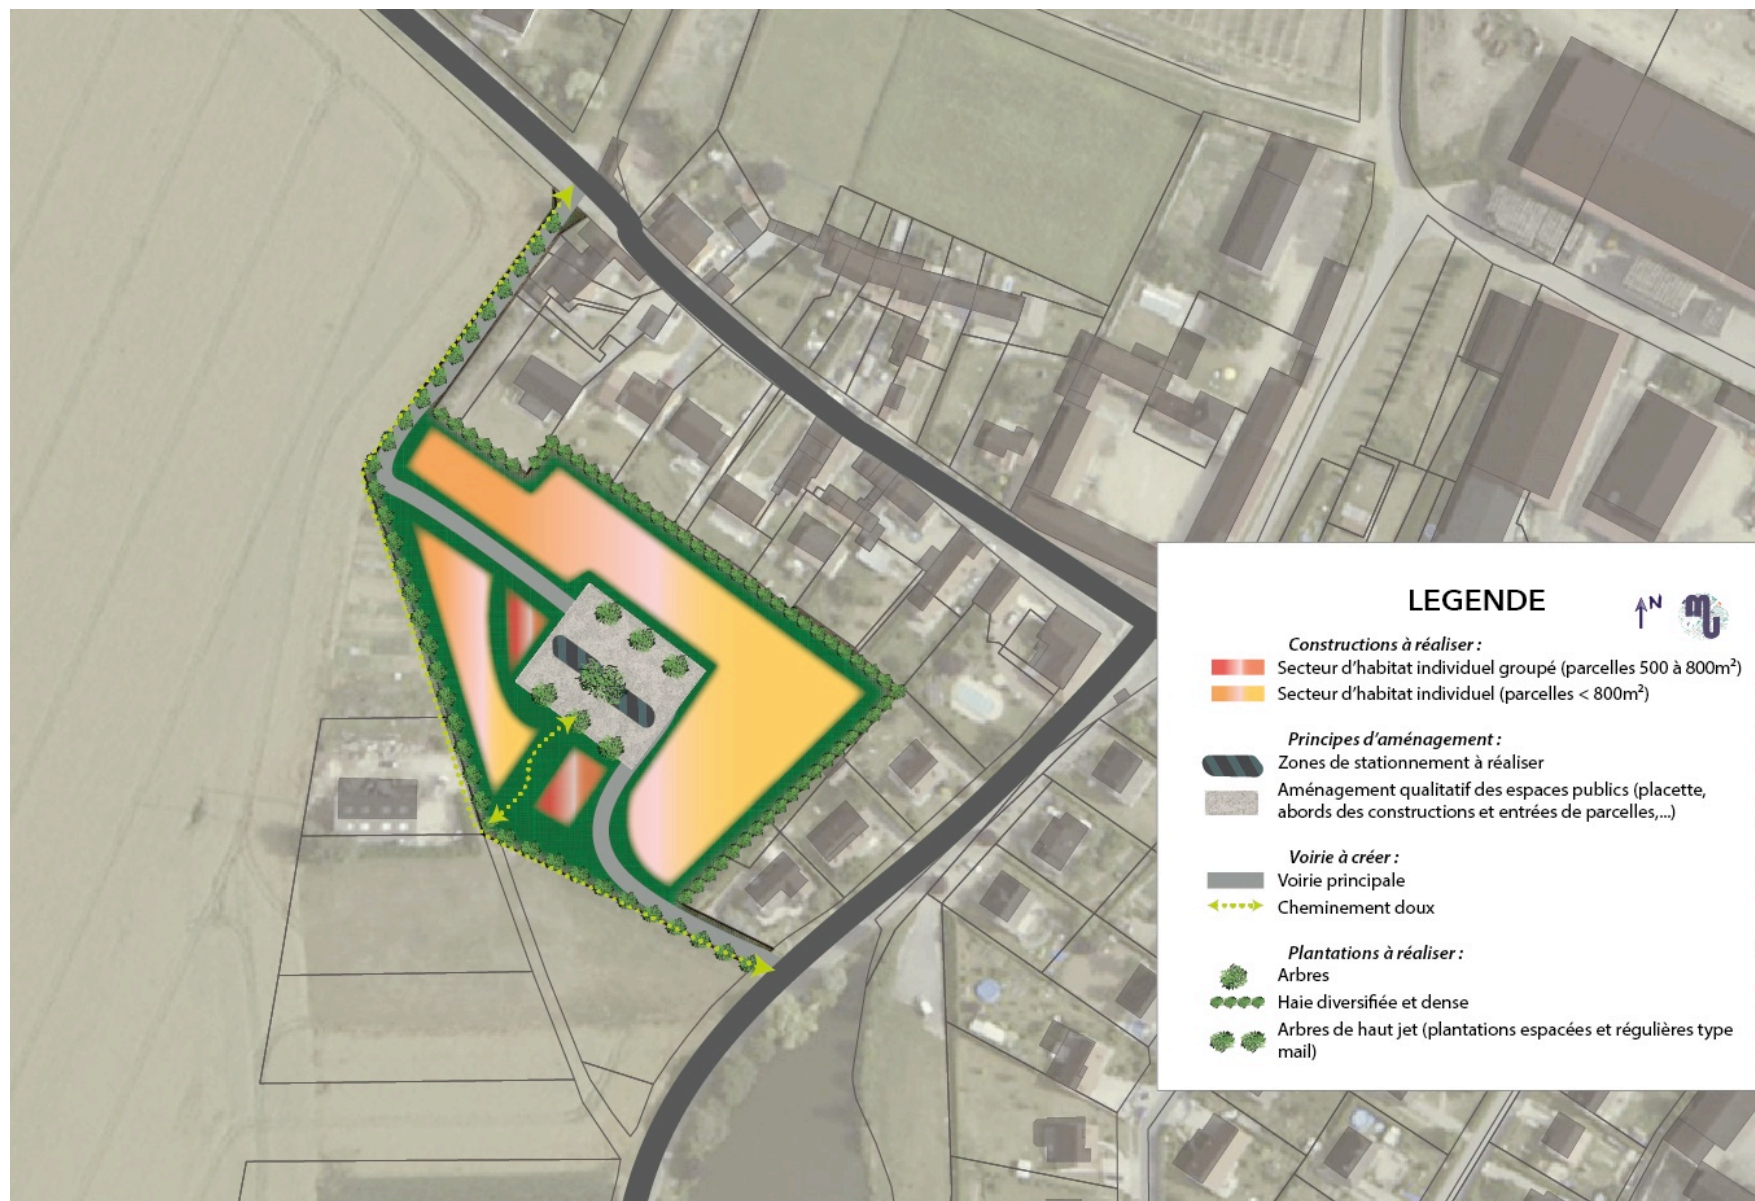 LEGENDE
N
Constructions à réaliser :
Secteur d'habitat individuel groupé (parcelles 500 à 800m²)
Secteur d'habitat individuel (parcelles < 800m²)
Principes d'aménagement :
Zones de stationnement à réaliser
Aménagement qualitatif des espaces publics (placette,
abords des constructions et entrées de parcelles,...)
Voirie à créer :
Voirie principale
Cheminement doux
Plantations à réaliser :
Arbres
Haie diversifiée et dense
Arbres de haut jet (plantations espacées et régulières type
mail)